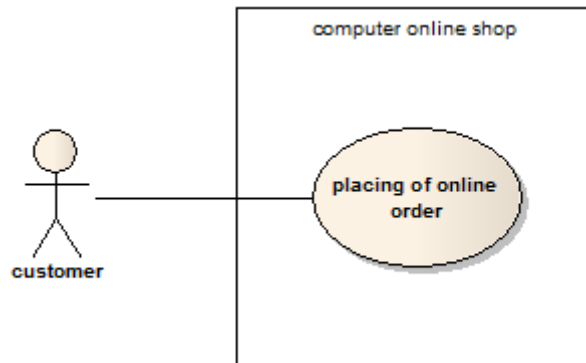 computer online shop
placing of online
order
customer